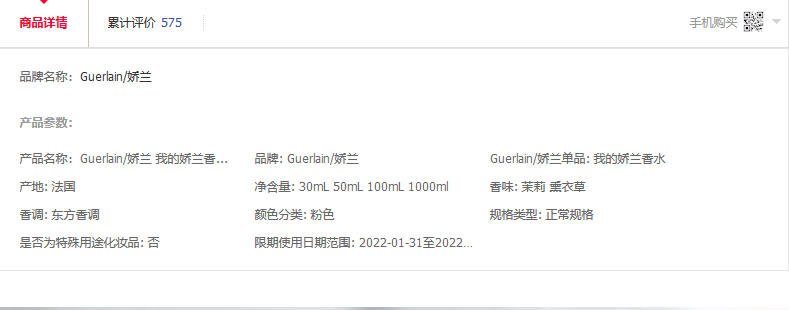 商品详情 累计评价 575 手机购买
品牌名称: Guerlain/娇兰
产品参数:
产品名称: Guerlain/娇兰 我的娇兰香... 品牌: Guerlain/娇兰 Guerlain/娇兰单品: 我的娇兰香水
产地: 法国 净含量: 30mL 50mL 100mL 1000ml 香味: 茉莉 薰衣草
香调: 东方香调 颜色分类: 粉色 规格类型: 正常规格
是否为特殊用途化妆品: 否 限期使用日期范围: 2022-01-31至2022...